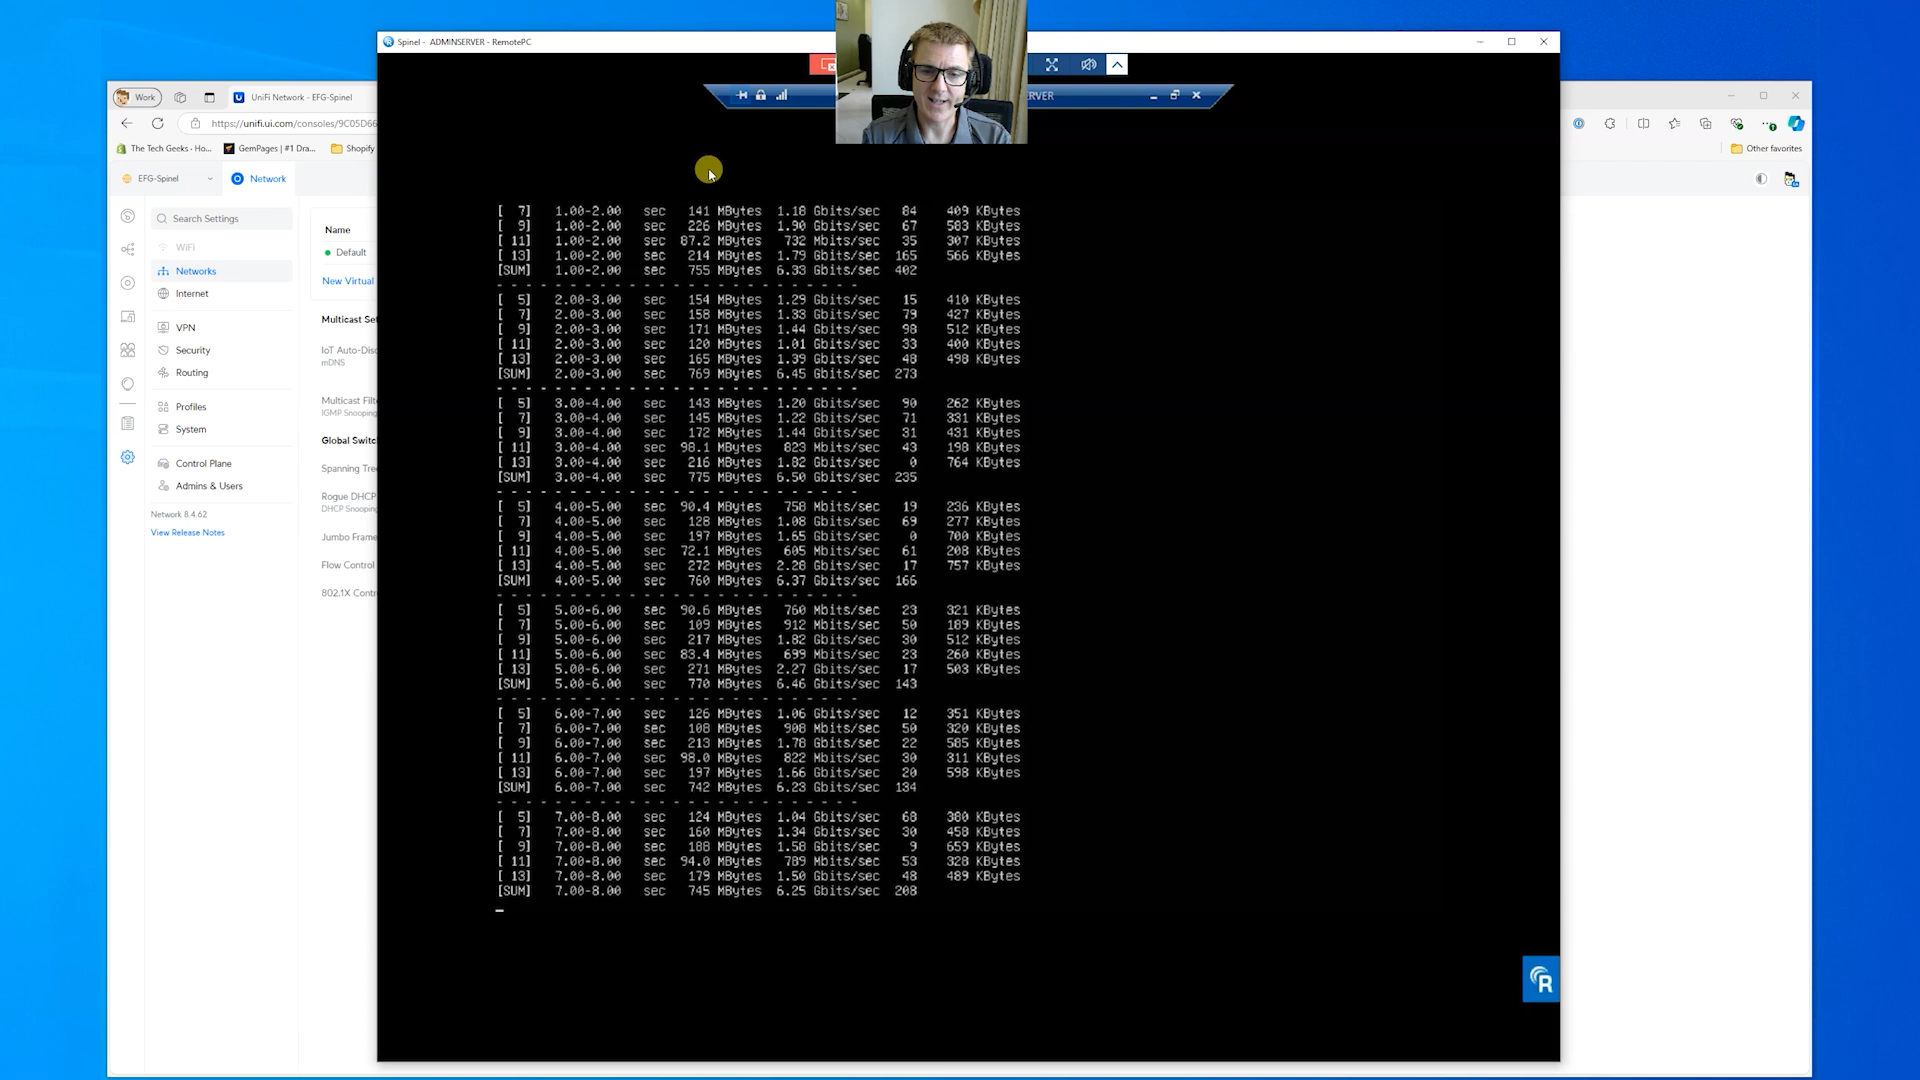 Spinel - ADMINSERVER - RemotePC
RVER
Work
UniFi Network - EFG-Spinel
https://unifi.ui.com/consoles/9C05D66
The Tech Geeks - Ho...
GemPages | #1 Dra...
Shopify
Other favorites
EFG-Spinel
Network
Search Settings
WiFi
Networks
Internet
VPN
Security
Routing
Profiles
System
Control Plane
Admins & Users
Network 8.4.62
View Release Notes
Name
Default
New Virtual
Multicast Set
IoT Auto-Disc
mDNS
Multicast Filt
IGMP Snooping
Global Switc
Spanning Tre
Rogue DHCP
DHCP Snooping
Jumbo Frame
Flow Control
802.1X Contr
[ 7] 1.00-2.00 sec 141 MBytes 1.18 Gbits/sec 84 409 KBytes
[ 9] 1.00-2.00 sec 226 MBytes 1.90 Gbits/sec 67 583 KBytes
[ 11] 1.00-2.00 sec 87.2 MBytes 732 Mbits/sec 35 307 KBytes
[ 13] 1.00-2.00 sec 214 MBytes 1.79 Gbits/sec 165 566 KBytes
[SUM] 1.00-2.00 sec 755 MBytes 6.33 Gbits/sec 402
- - - - - - - - - - - - - - - - - - - - - - - - -
[ 5] 2.00-3.00 sec 154 MBytes 1.29 Gbits/sec 15 410 KBytes
[ 7] 2.00-3.00 sec 158 MBytes 1.33 Gbits/sec 79 427 KBytes
[ 9] 2.00-3.00 sec 171 MBytes 1.44 Gbits/sec 98 512 KBytes
[ 11] 2.00-3.00 sec 120 MBytes 1.01 Gbits/sec 33 400 KBytes
[ 13] 2.00-3.00 sec 165 MBytes 1.39 Gbits/sec 48 498 KBytes
[SUM] 2.00-3.00 sec 769 MBytes 6.45 Gbits/sec 273
- - - - - - - - - - - - - - - - - - - - - - - - -
[ 5] 3.00-4.00 sec 143 MBytes 1.20 Gbits/sec 90 262 KBytes
[ 7] 3.00-4.00 sec 145 MBytes 1.22 Gbits/sec 71 331 KBytes
[ 9] 3.00-4.00 sec 172 MBytes 1.44 Gbits/sec 31 431 KBytes
[ 11] 3.00-4.00 sec 98.1 MBytes 823 Mbits/sec 43 198 KBytes
[ 13] 3.00-4.00 sec 216 MBytes 1.82 Gbits/sec 0 764 KBytes
[SUM] 3.00-4.00 sec 775 MBytes 6.50 Gbits/sec 235
- - - - - - - - - - - - - - - - - - - - - - - - -
[ 5] 4.00-5.00 sec 90.4 MBytes 758 Mbits/sec 19 236 KBytes
[ 7] 4.00-5.00 sec 128 MBytes 1.08 Gbits/sec 69 277 KBytes
[ 9] 4.00-5.00 sec 197 MBytes 1.65 Gbits/sec 0 700 KBytes
[ 11] 4.00-5.00 sec 72.1 MBytes 605 Mbits/sec 61 208 KBytes
[ 13] 4.00-5.00 sec 272 MBytes 2.28 Gbits/sec 17 757 KBytes
[SUM] 4.00-5.00 sec 760 MBytes 6.37 Gbits/sec 166
- - - - - - - - - - - - - - - - - - - - - - - - -
[ 5] 5.00-6.00 sec 90.6 MBytes 760 Mbits/sec 23 321 KBytes
[ 7] 5.00-6.00 sec 109 MBytes 912 Mbits/sec 50 189 KBytes
[ 9] 5.00-6.00 sec 217 MBytes 1.82 Gbits/sec 30 512 KBytes
[ 11] 5.00-6.00 sec 83.4 MBytes 699 Mbits/sec 23 260 KBytes
[ 13] 5.00-6.00 sec 271 MBytes 2.27 Gbits/sec 17 503 KBytes
[SUM] 5.00-6.00 sec 770 MBytes 6.46 Gbits/sec 143
- - - - - - - - - - - - - - - - - - - - - - - - -
[ 5] 6.00-7.00 sec 126 MBytes 1.06 Gbits/sec 12 351 KBytes
[ 7] 6.00-7.00 sec 108 MBytes 908 Mbits/sec 50 320 KBytes
[ 9] 6.00-7.00 sec 213 MBytes 1.78 Gbits/sec 22 585 KBytes
[ 11] 6.00-7.00 sec 98.0 MBytes 822 Mbits/sec 30 311 KBytes
[ 13] 6.00-7.00 sec 197 MBytes 1.66 Gbits/sec 20 598 KBytes
[SUM] 6.00-7.00 sec 742 MBytes 6.23 Gbits/sec 134
- - - - - - - - - - - - - - - - - - - - - - - - -
[ 5] 7.00-8.00 sec 124 MBytes 1.04 Gbits/sec 68 380 KBytes
[ 7] 7.00-8.00 sec 160 MBytes 1.34 Gbits/sec 30 458 KBytes
[ 9] 7.00-8.00 sec 188 MBytes 1.58 Gbits/sec 9 659 KBytes
[ 11] 7.00-8.00 sec 94.0 MBytes 789 Mbits/sec 53 328 KBytes
[ 13] 7.00-8.00 sec 179 MBytes 1.50 Gbits/sec 48 489 KBytes
[SUM] 7.00-8.00 sec 745 MBytes 6.25 Gbits/sec 208
R